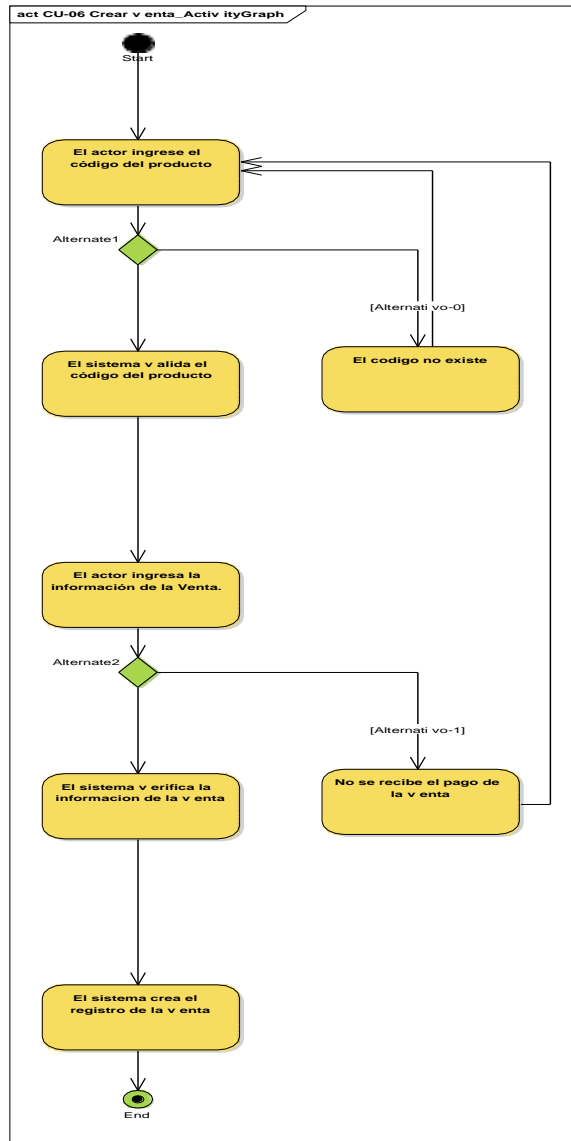 act CU-06 Crear v enta_Activ ityGraph
Start
El actor ingrese el
código del producto
Alternate1
[Alternati vo-0]
El sistema v alida el
código del producto
El codigo no existe
El actor ingresa la
información de la Venta.
Alternate2
[Alternati vo-1]
El sistema v erifica la
informacion de la v enta
No se recibe el pago de
la v enta
El sistema crea el
registro de la v enta
End